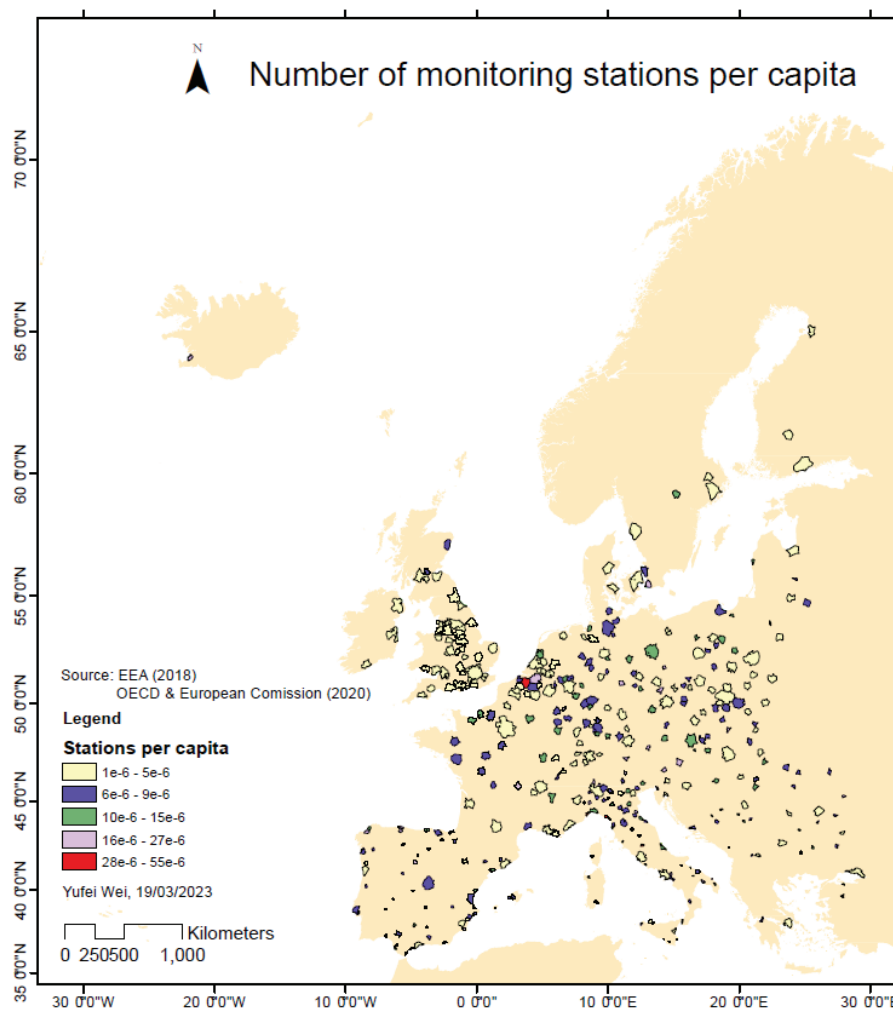 N
Number of monitoring stations per capita
70 0'0"N
65 0'0"N
60 0'0"N
55 0'0"N
50 0'0"N
45 0'0"N
40 0'0"N
35 0'0"N
Source: EEA (2018)
OECD & European Comission (2020)
Legend
Stations per capita
1e-6 - 5e-6
6e-6 - 9e-6
10e-6 - 15e-6
16e-6 - 27e-6
28e-6 - 55e-6
Yufei Wei, 19/03/2023
Kilometers
0 250500 1,000
30 0'0"W 20 0'0"W 10 0'0"W 0 0'0" 10 0'0"E 20 0'0"E 30 0'0"E